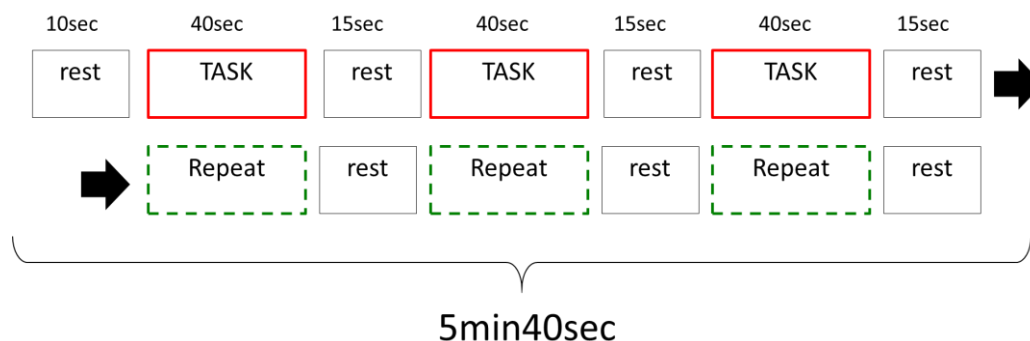 10sec 40sec 15sec 40sec 15sec 40sec 15sec
rest TASK rest TASK rest TASK rest
Repeat rest Repeat rest Repeat rest
5min40sec